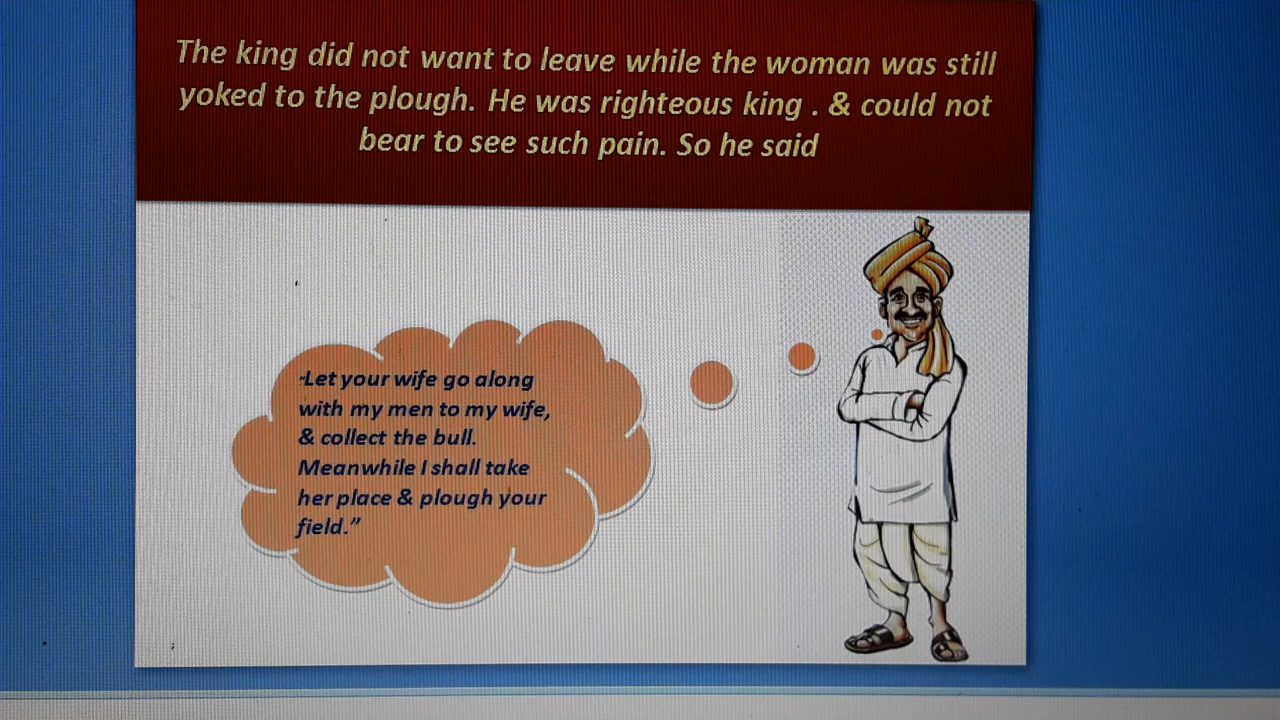 The king did not want to leave while the woman was still
yoked to the plough. He was righteous king . & could not
bear to see such pain. So he said
“Let your wife go along
with my men to my wife,
& collect the bull.
Meanwhile I shall take
her place & plough your
field.”